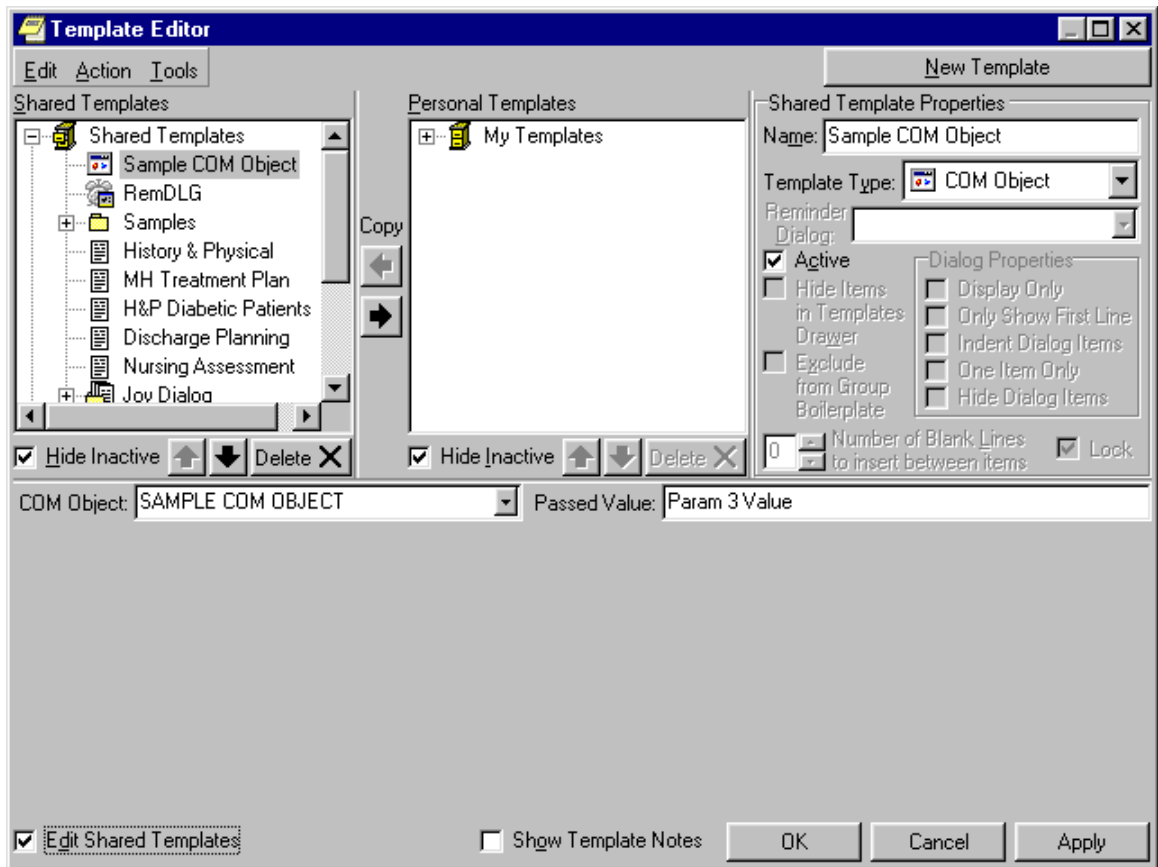 Template Editor
Edit Action Tools
New Template
Shared Templates
Shared Templates
Sample COM Object
RemDLG
Samples
History & Physical
MH Treatment Plan
H&P Diabetic Patients
Discharge Planning
Nursing Assessment
Joy Dialog
Hide Inactive
Delete
Copy
Personal Templates
My Templates
Hide Inactive
Delete
Shared Template Properties
Name: Sample COM Object
Template Type: COM Object
Reminder
Dialog:
Active
Hide Items
in Templates
Drawer
Exclude
from Group
Boilerplate
Dialog Properties
Display Only
Only Show First Line
Indent Dialog Items
One Item Only
Hide Dialog Items
0 Number of Blank Lines
to insert between items
Lock
COM Object: SAMPLE COM OBJECT Passed Value: Param 3 Value
Edit Shared Templates
Show Template Notes
OK
Cancel
Apply